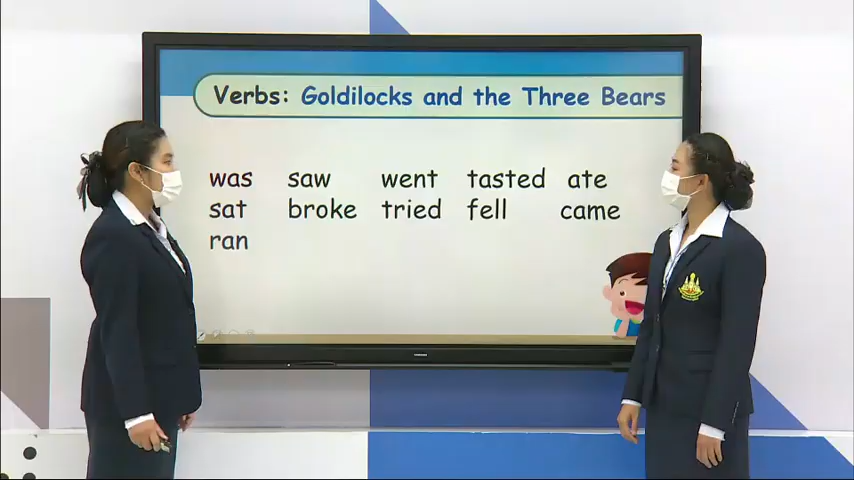 Verbs: Goldilocks and the Three Bears
was saw went tasted ate
sat broke tried fell came
ran